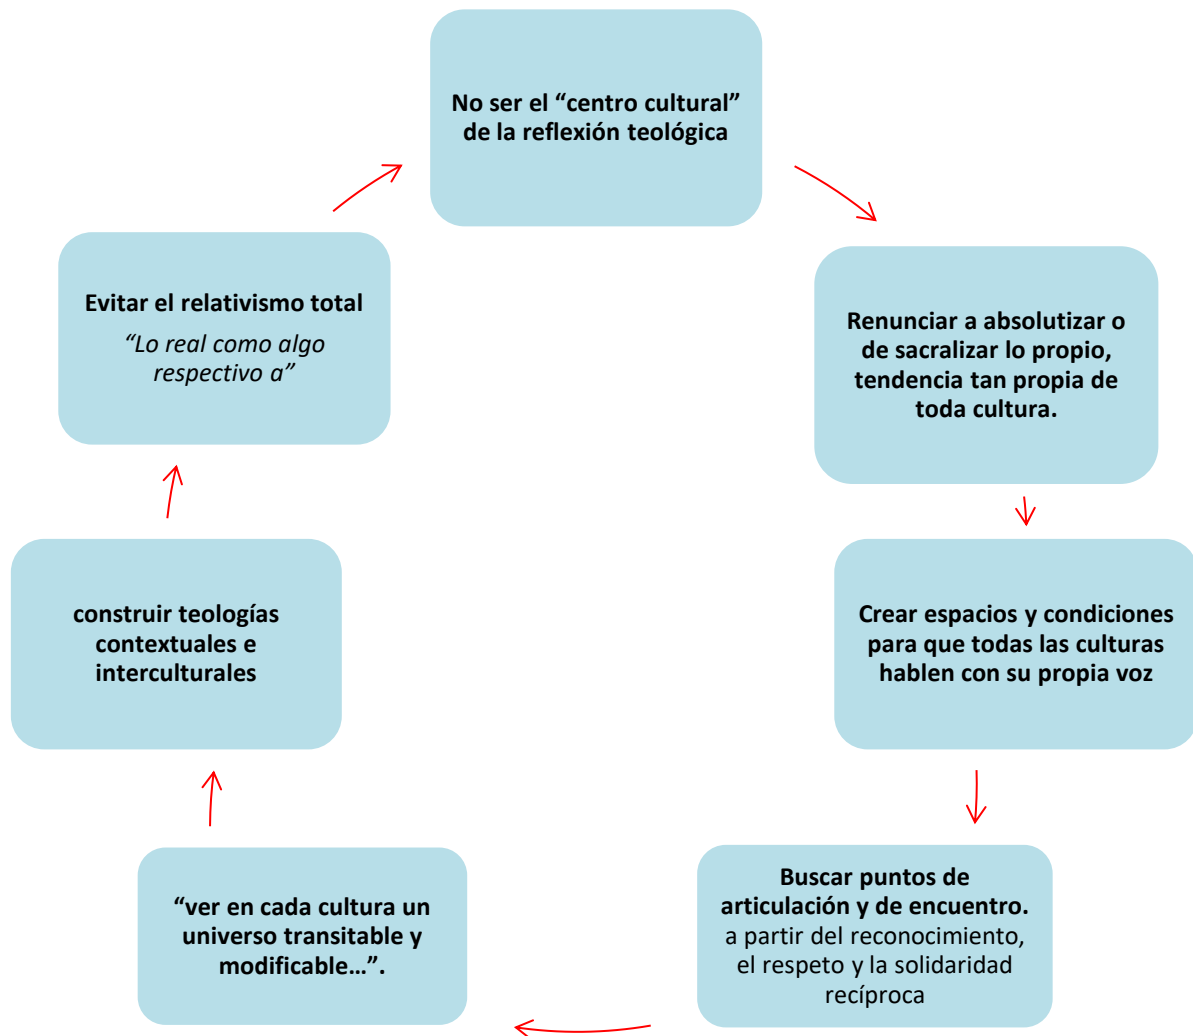 No ser el “centro cultural”
de la reflexión teológica
Renunciar a absolutizar o
de sacralizar lo propio,
tendencia tan propia de
toda cultura.
Crear espacios y condiciones
para que todas las culturas
hablen con su propia voz
Buscar puntos de
articulación y de encuentro.
a partir del reconocimiento,
el respeto y la solidaridad
recíproca
“ver en cada cultura un
universo transitable y
modificable…”.
construir teologías
contextuales e
interculturales
Evitar el relativismo total
“Lo real como algo
respectivo a”